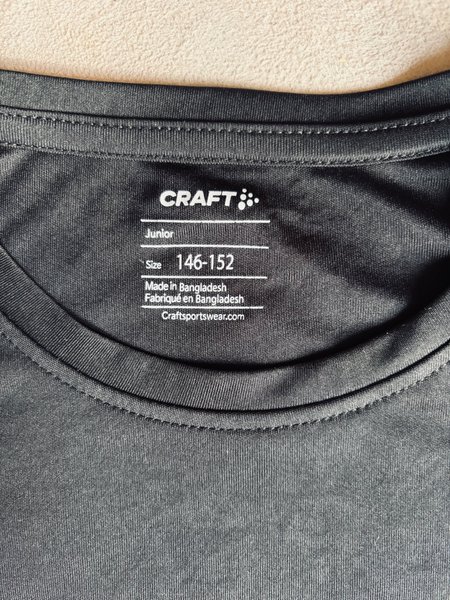 CRAFT
Junior
Size 146-152
Made in Bangladesh
Fabriqué en Bangladesh
Craftsportswear.com